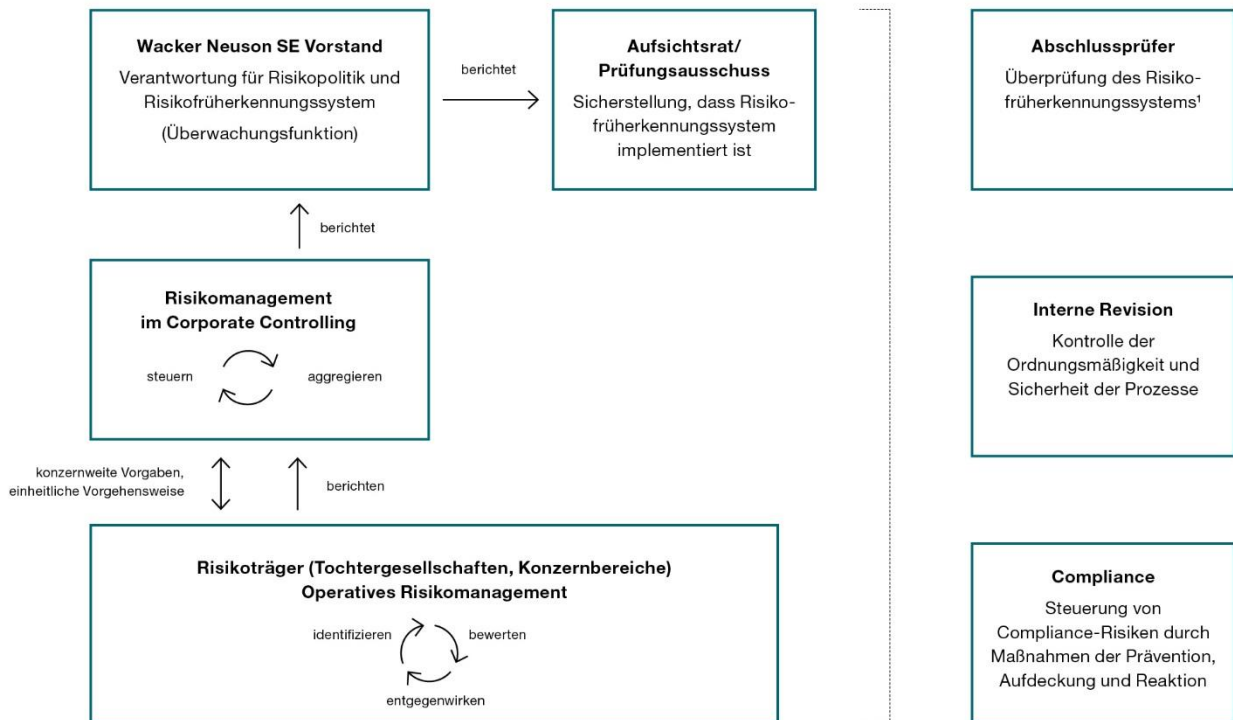 Wacker Neuson SE Vorstand
Verantwortung für Risikopolitik und
Risikofrüherkennungssystem
(Überwachungsfunktion)
berichtet
Aufsichtsrat/
Prüfungsausschuss
Sicherstellung, dass Risiko-
früherkennungssystem
implementiert ist
berichtet
Risikomanagement
im Corporate Controlling
steuern
aggregieren
konzernweite Vorgaben,
einheitliche Vorgehensweise
berichten
Risikoträger (Tochtergesellschaften, Konzernbereiche)
Operatives Risikomanagement
identifizieren
bewerten
entgegenwirken
Abschlussprüfer
Überprüfung des Risiko-
früherkennungssystems¹
Interne Revision
Kontrolle der
Ordnungsmäßigkeit und
Sicherheit der Prozesse
Compliance
Steuerung von
Compliance-Risiken durch
Maßnahmen der Prävention,
Aufdeckung und Reaktion